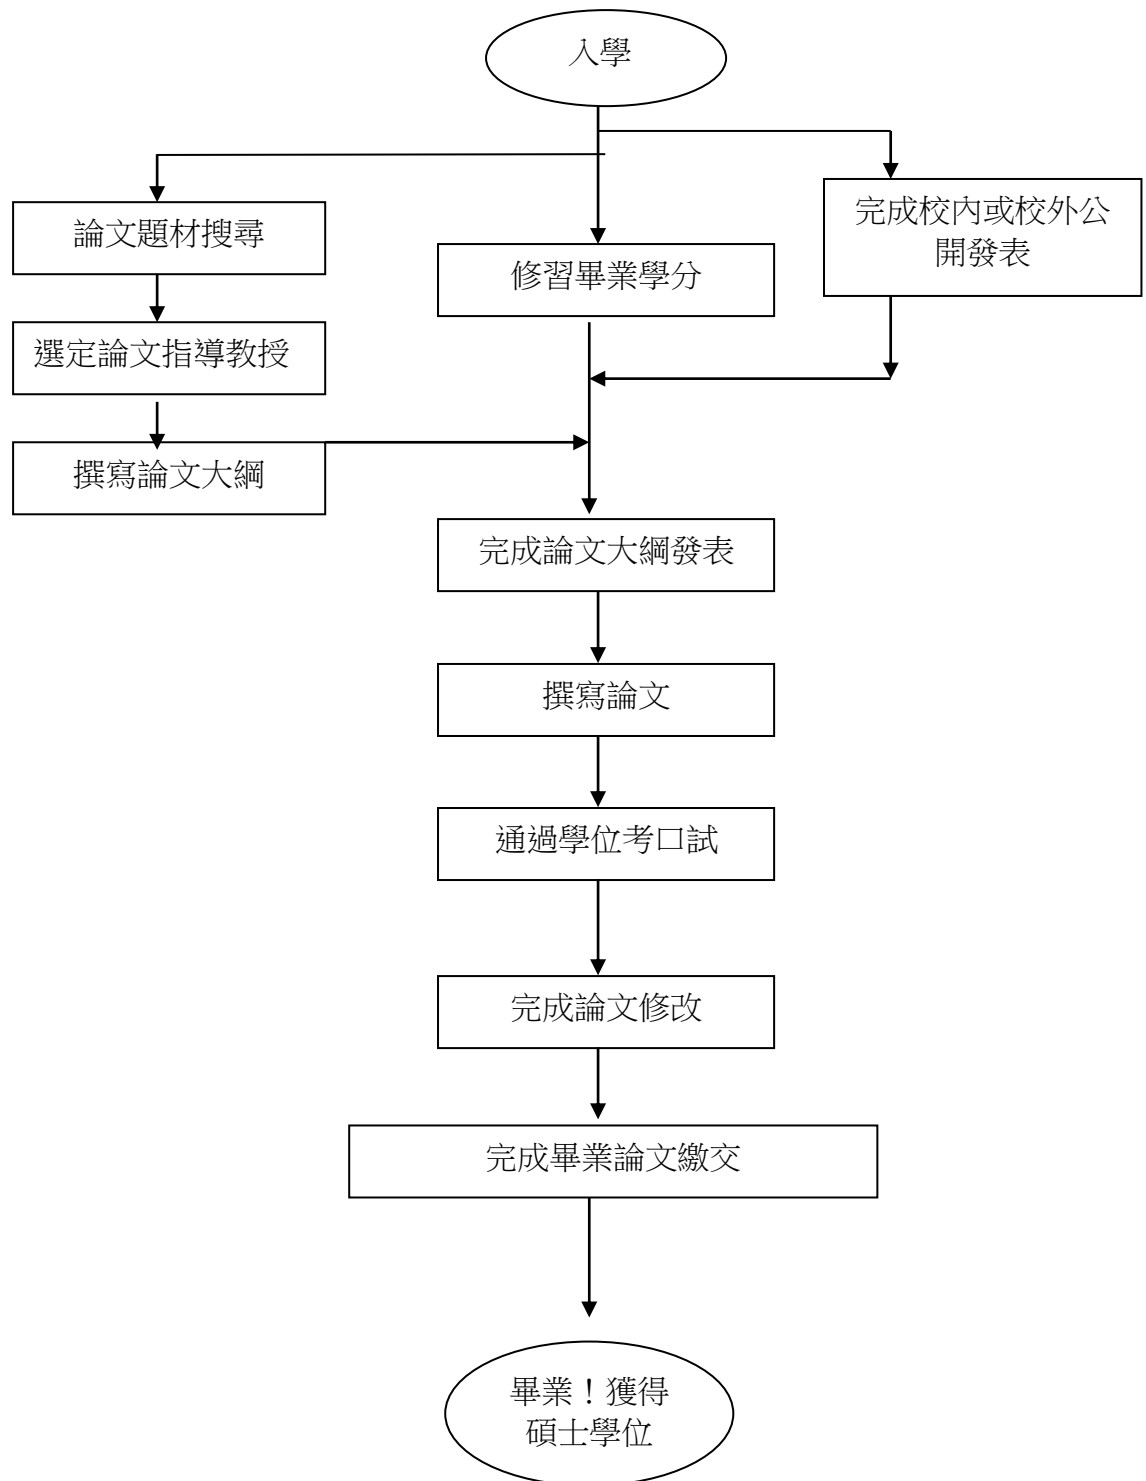 入學
論文題材搜尋
修習畢業學分
完成校內或校外公
開發表
選定論文指導教授
撰寫論文大綱
完成論文大綱發表
撰寫論文
通過學位考口試
完成論文修改
完成畢業論文繳交
畢業！獲得
碩士學位